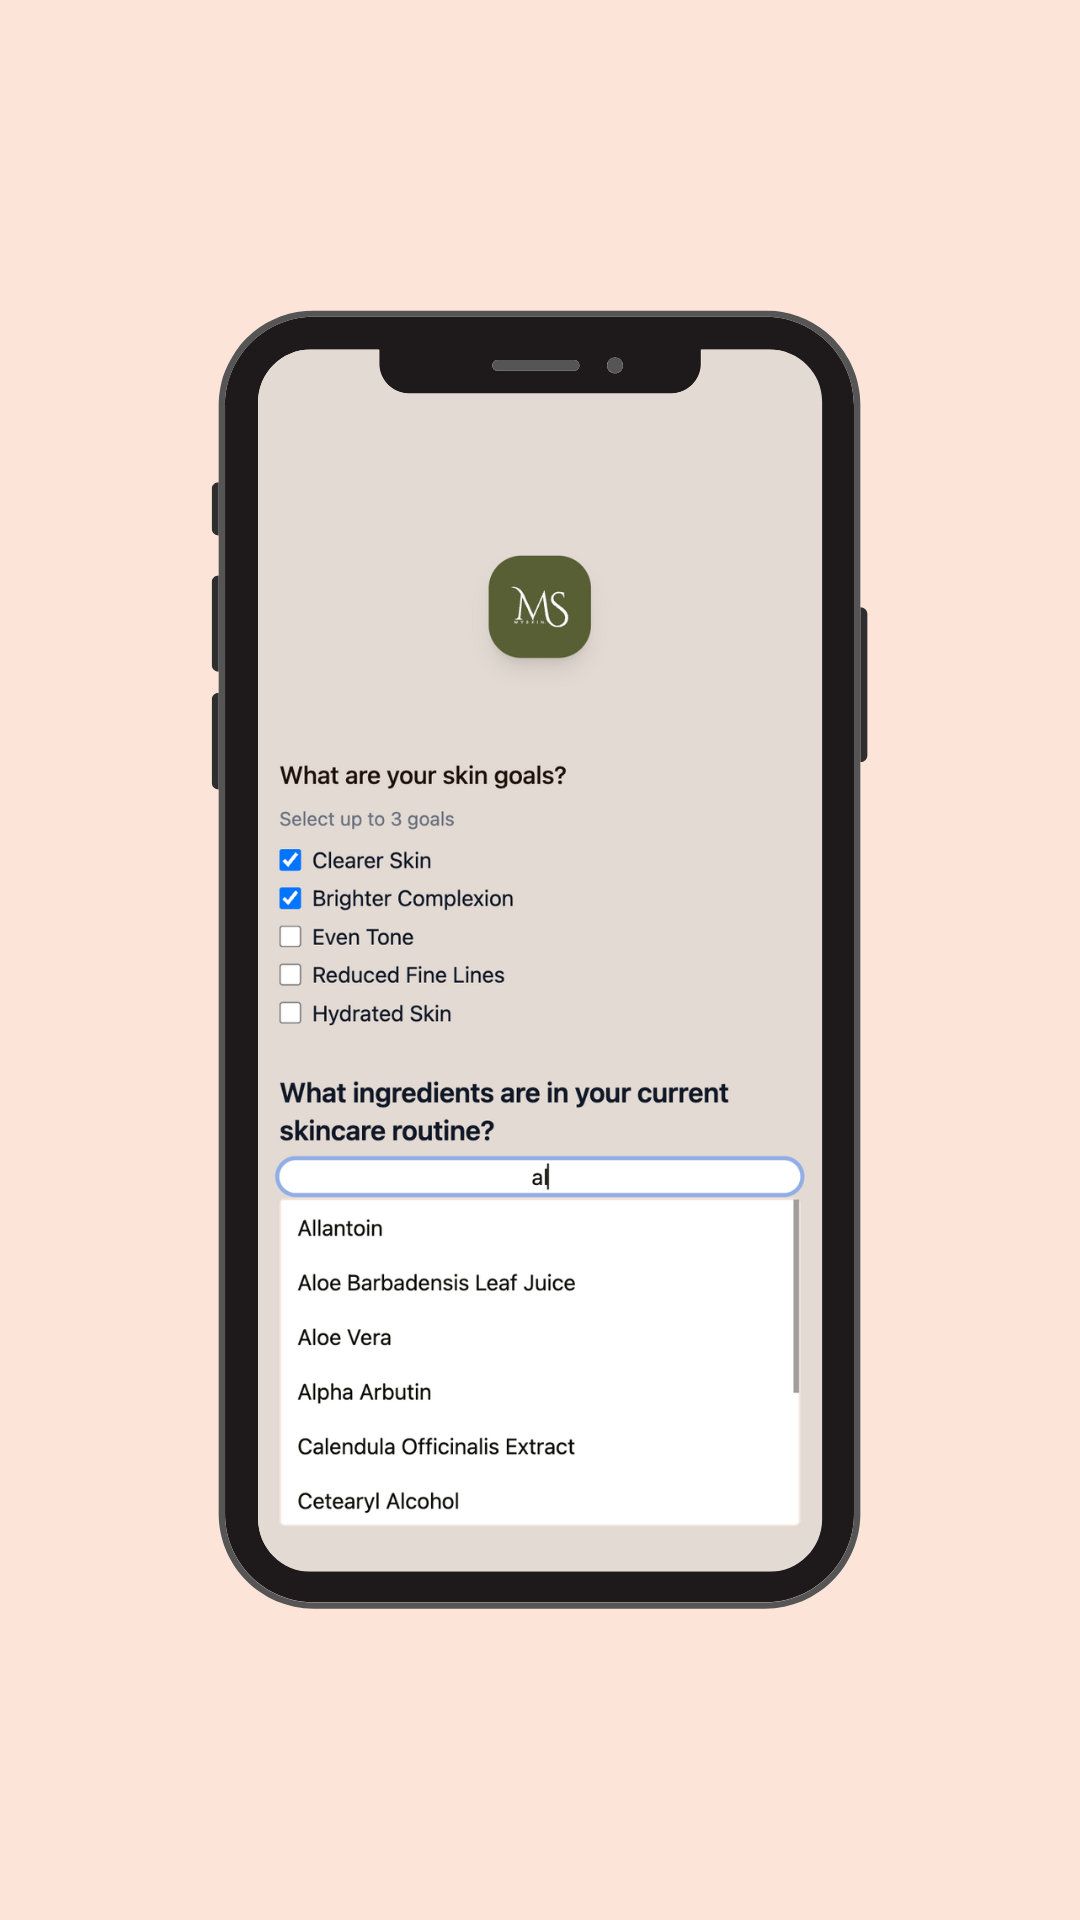 MS
MYSKIN
What are your skin goals?
Select up to 3 goals
Clearer Skin
Brighter Complexion
Even Tone
Reduced Fine Lines
Hydrated Skin
What ingredients are in your current
skincare routine?
al
Allantoin
Aloe Barbadensis Leaf Juice
Aloe Vera
Alpha Arbutin
Calendula Officinalis Extract
Cetearyl Alcohol